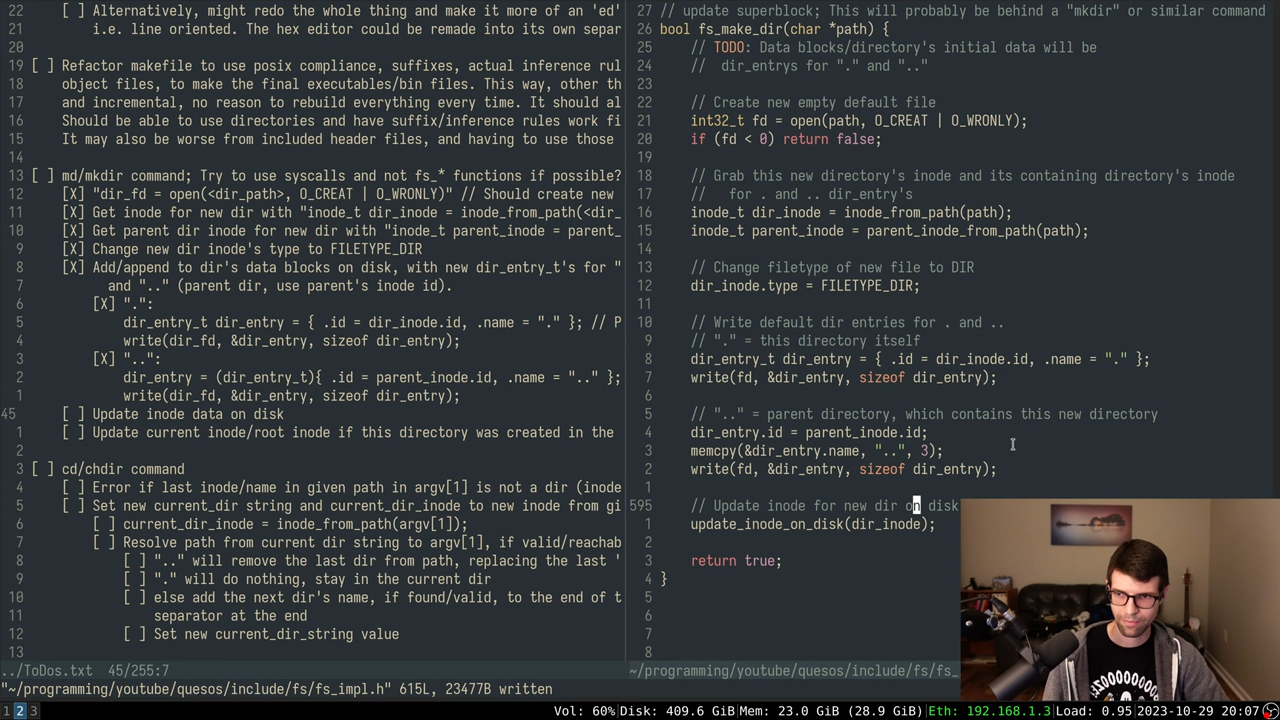 22      [ ] Alternatively, might redo the whole thing and make it more of an 'ed'
21          i.e. line oriented. The hex editor could be remade into its own separ
20
19  [ ] Refactor makefile to use posix compliance, suffixes, actual inference rul
18      object files, to make the final executables/bin files. This way, other th
17      and incremental, no reason to rebuild everything every time. It should al
16      Should be able to use directories and have suffix/inference rules work fi
15      It may also be worse from included header files, and having to use those
14
13  [ ] md/mkdir command; Try to use syscalls and not fs_* functions if possible?
12      [X] "dir_fd = open(<dir_path>, O_CREAT | O_WRONLY)" // Should create new
11      [X] Get inode for new dir with "inode_t dir_inode = inode_from_path(<dir_
10      [X] Get parent dir inode for new dir with "inode_t parent_inode = parent_
9       [X] Change new dir inode's type to FILETYPE_DIR
8       [X] Add/append to dir's data blocks on disk, with new dir_entry_t's for "
7           and ".." (parent dir, use parent's inode id).
6           [X] ".":
5               dir_entry_t dir_entry = { .id = dir_inode.id, .name = "." }; // P
4               write(dir_fd, &dir_entry, sizeof dir_entry);
3           [X] "..":
2               dir_entry = (dir_entry_t){ .id = parent_inode.id, .name = ".." };
1               write(dir_fd, &dir_entry, sizeof dir_entry);
45      [ ] Update inode data on disk
1       [ ] Update current inode/root inode if this directory was created in the
2
3   [ ] cd/chdir command
4       [ ] Error if last inode/name in given path in argv[1] is not a dir (inode
5       [ ] Set new current_dir string and current_dir_inode to new inode from gi
6           [ ] current_dir_inode = inode_from_path(argv[1]);
7           [ ] Resolve path from current dir string to argv[1], if valid/reachab
8               [ ] ".." will remove the last dir from path, replacing the last '
9               [ ] "." will do nothing, stay in the current dir
10              [ ] else add the next dir's name, if found/valid, to the end of t
11                  separator at the end
12              [ ] Set new current_dir_string value
13
../ToDos.txt  45/255:7
27 // update superblock; This will probably be behind a "mkdir" or similar command
26 bool fs_make_dir(char *path) {
25     // TODO: Data blocks/directory's initial data will be
24     //  dir_entrys for "." and ".."
23
22     // Create new empty default file
21     int32_t fd = open(path, O_CREAT | O_WRONLY);
20     if (fd < 0) return false;
19
18     // Grab this new directory's inode and its containing directory's inode
17     //   for . and .. dir_entry's
16     inode_t dir_inode = inode_from_path(path);
15     inode_t parent_inode = parent_inode_from_path(path);
14
13     // Change filetype of new file to DIR
12     dir_inode.type = FILETYPE_DIR;
11
10     // Write default dir entries for . and ..
9      // "." = this directory itself
8      dir_entry_t dir_entry = { .id = dir_inode.id, .name = "." };
7      write(fd, &dir_entry, sizeof dir_entry);
6
5      // ".." = parent directory, which contains this new directory
4      dir_entry.id = parent_inode.id;
3      memcpy(&dir_entry.name, "..", 3);
2      write(fd, &dir_entry, sizeof dir_entry);
1
595    // Update inode for new dir on disk
1      update_inode_on_disk(dir_inode);
2
3      return true;
4  }
5
6
7
8
~/programming/youtube/quesos/include/fs/fs_
"~/programming/youtube/quesos/include/fs/fs_impl.h" 615L, 23477B written
1 2 3
Vol: 60%|Disk: 409.6 GiB|Mem: 23.0 GiB (28.9 GiB)|Eth: 192.168.1.3|Load: 0.95|2023-10-29 20:07